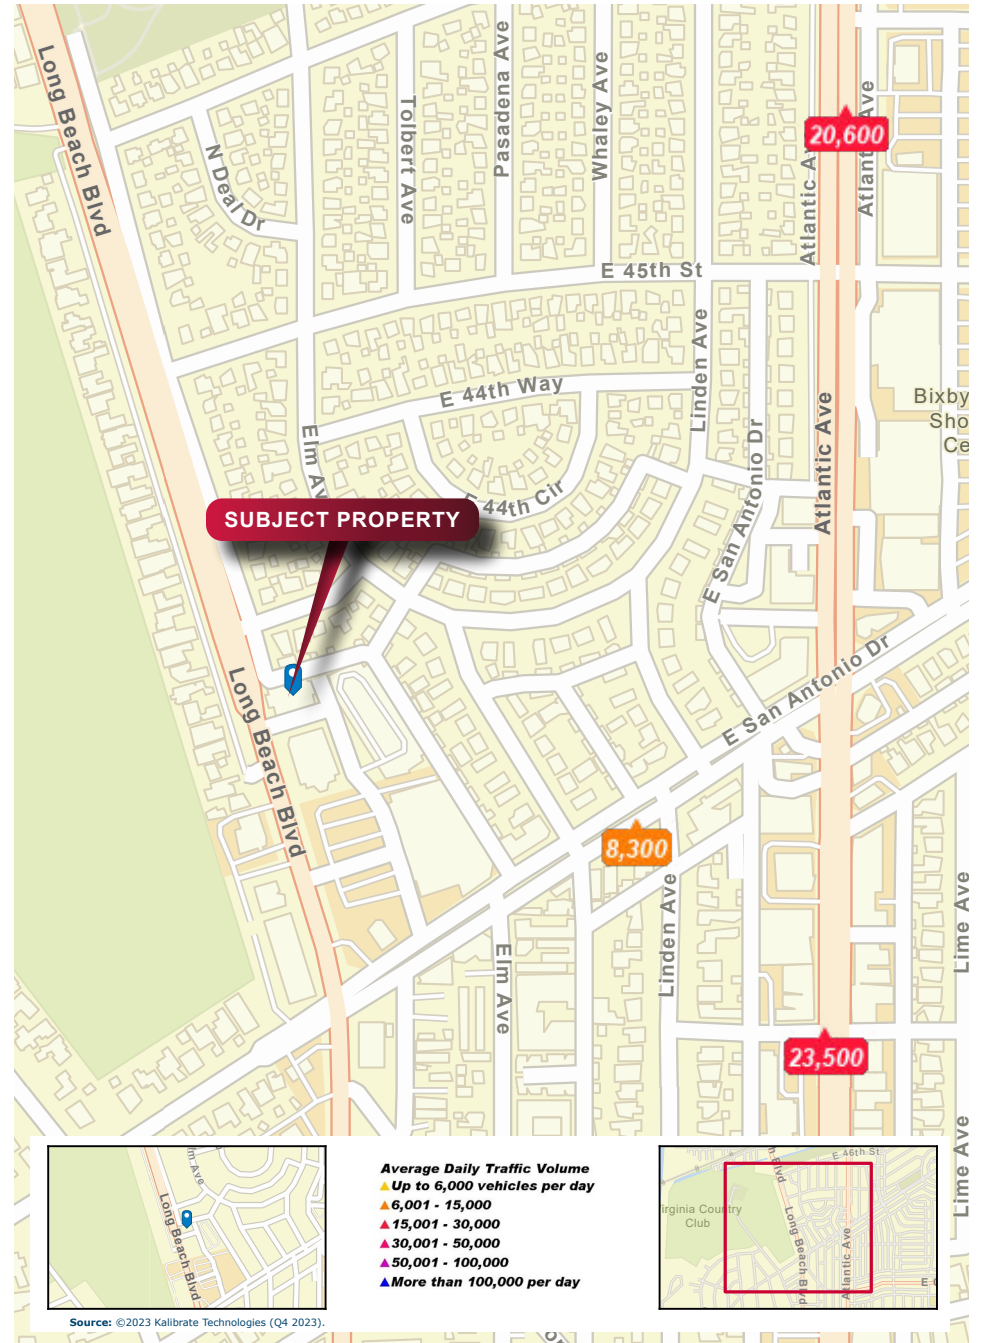 Long Beach Blvd
N Deal Dr
Tolbert Ave
Pasadena Ave
Whaley Ave
Atlantic Av
Atlant
Ave
20,600
E 45th St
Linden Ave
E 44th Way
Elm Av
E 44th Cir
E San Antonio Dr
Atlantic Ave
Bixby
Sho
Ce
SUBJECT PROPERTY
Long Beach Blvd
E San Antonio Dr
8,300
Linden Ave
Elm Ave
Lime Ave
23,500
Lime Ave
lm Ave
Long Beach Blvd
Average Daily Traffic Volume
Up to 6,000 vehicles per day
6,001 - 15,000
15,001 - 30,000
30,001 - 50,000
50,001 - 100,000
More than 100,000 per day
E 46th St
h Blvd
irginia Country
Club
Long Beach Blvd
Atlantic Ave
Source: ©2023 Kalibrate Technologies (Q4 2023).